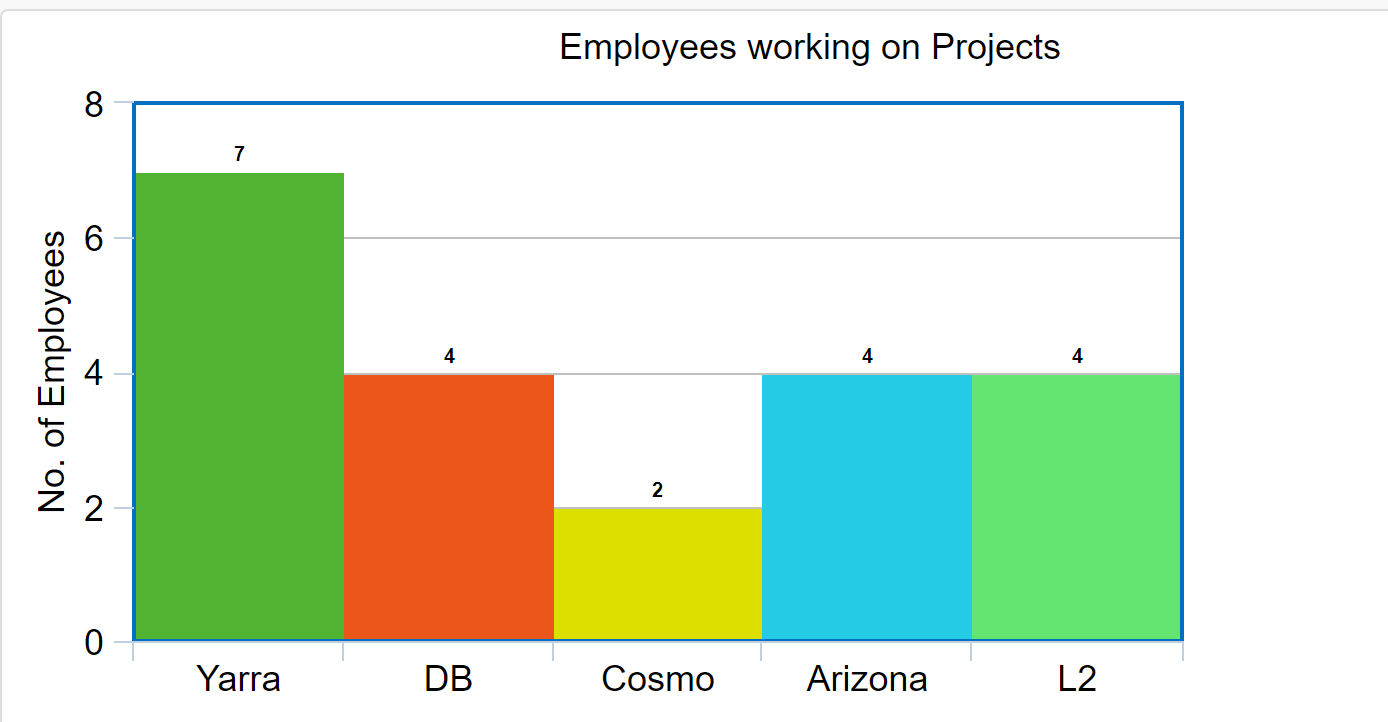 Employees working on Projects
No. of Employees
8
6
4
2
0
7
4
2
4
4
Yarra
DB
Cosmo
Arizona
L2